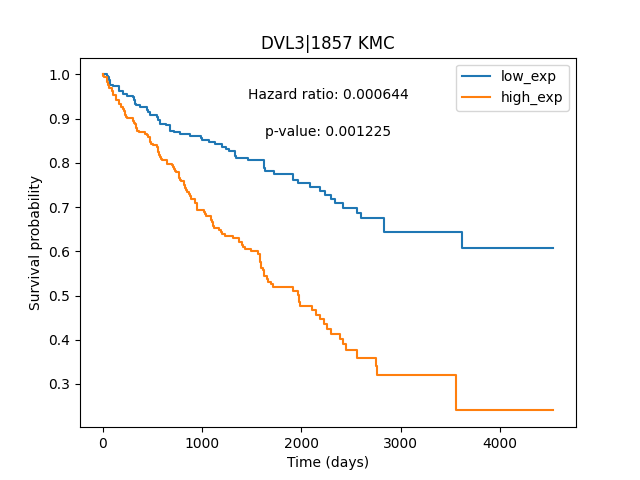 DVL3|1857 KMC
low_exp
high_exp
Hazard ratio: 0.000644
p-value: 0.001225
Survival probability
1.0
0.9
0.8
0.7
0.6
0.5
0.4
0.3
0
1000
2000
3000
4000
Time (days)